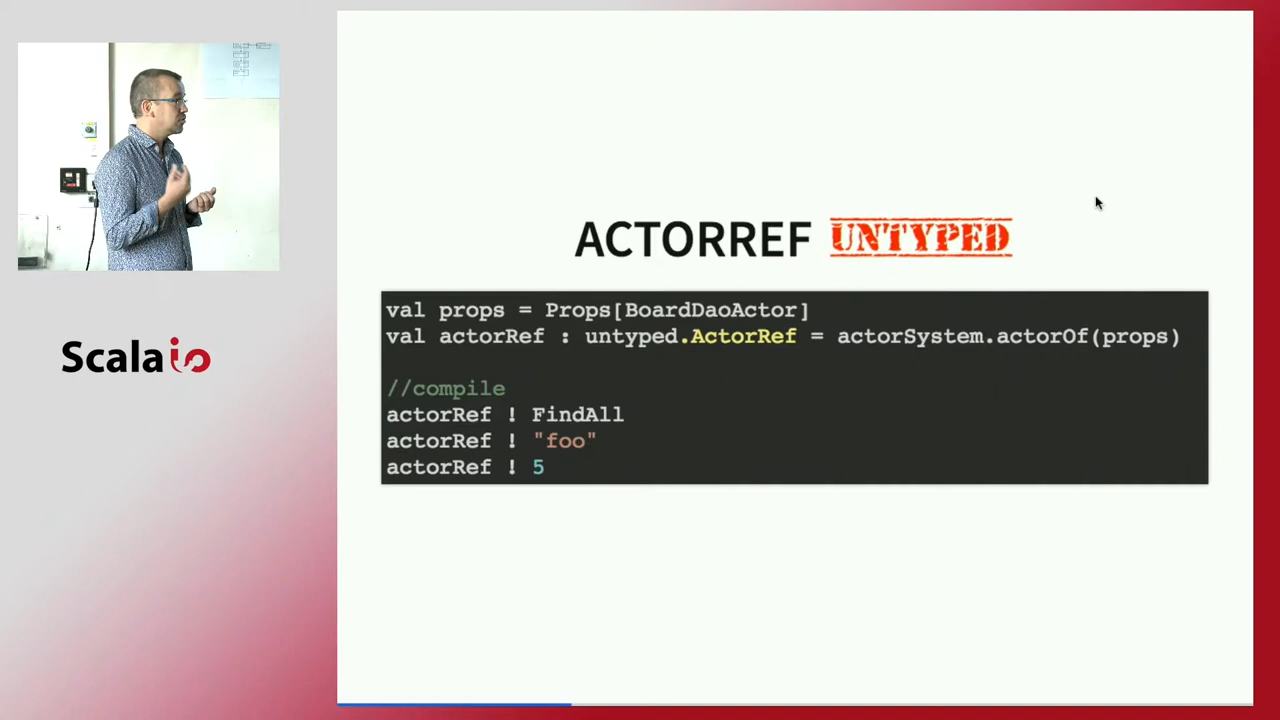 ACTORREF UNTYPED
val props = Props[BoardDaoActor]
val actorRef : untyped.ActorRef = actorSystem.actorOf(props)
//compile
actorRef ! FindAll
actorRef ! "foo"
actorRef ! 5
Scala io